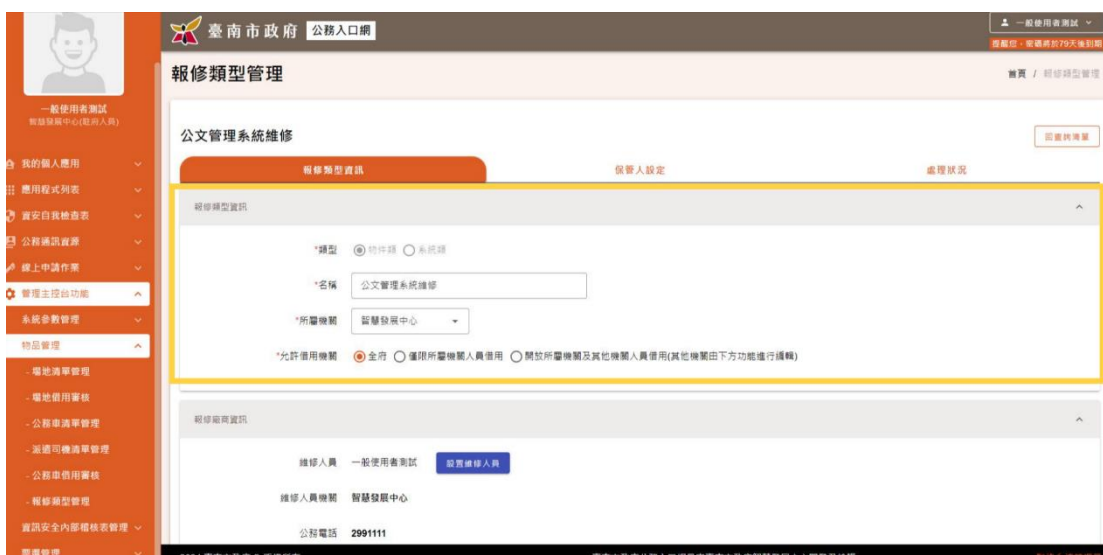 臺南市政府 公務入口網
一般使用者測試
提醒您，密碼將於79天後到期
報修類型管理
首頁 / 報修類型管理
一般使用者測試
智慧發展中心(駐府人員)
我的個人應用
應用程式列表
資安自我檢查表
公務通訊資源
線上申請作業
管理主控台功能
系統參數管理
物品管理
- 場地清單管理
- 場地借用審核
- 公務車清單管理
- 派遣司機清單管理
- 公務車借用審核
- 報修類型管理
資訊安全內部稽核表管理
公文管理系統維修
回查詢清單
報修類型資訊 保管人設定 處理狀況
報修類型資訊
*類型 物件類 系統類
*名稱 公文管理系統維修
*所屬機關 智慧發展中心
*允許借用機關 全府 僅限所屬機關人員借用 開放所屬機關及其他機關人員借用(其他機關由下方功能進行編輯)
報修廠商資訊
維修人員 一般使用者測試 設置維修人員
維修人員機關 智慧發展中心
公務電話 2991111